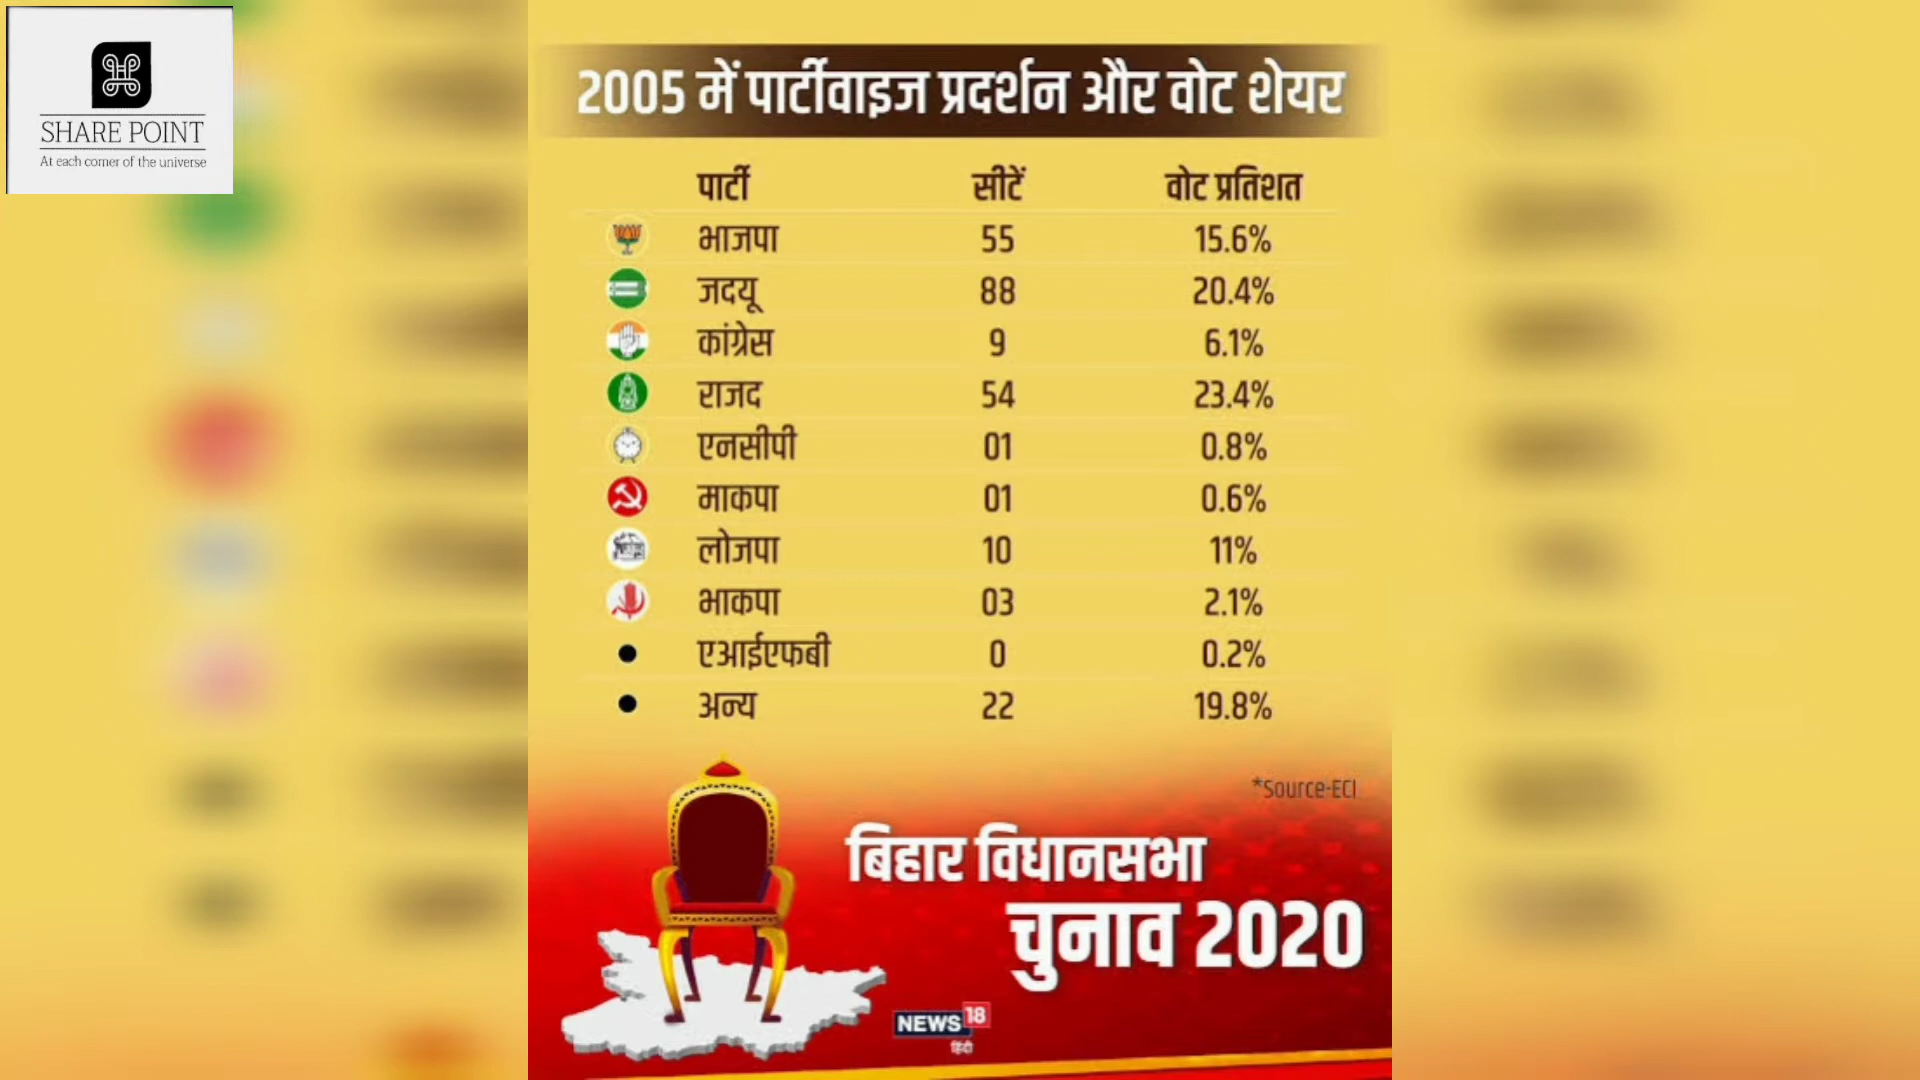 SHARE POINT
At each corner of the universe
2005 में पार्टीवाइज प्रदर्शन और वोट शेयर
पार्टी सीटें वोट प्रतिशत
भाजपा 55 15.6%
जदयू 88 20.4%
कांग्रेस 9 6.1%
राजद 54 23.4%
एनसीपी 01 0.8%
माकपा 01 0.6%
लोजपा 10 11%
भाकपा 03 2.1%
एआईएफबी 0 0.2%
अन्य 22 19.8%
*Source-ECI
बिहार विधानसभा
चुनाव 2020
NEWS 18
हिंदी